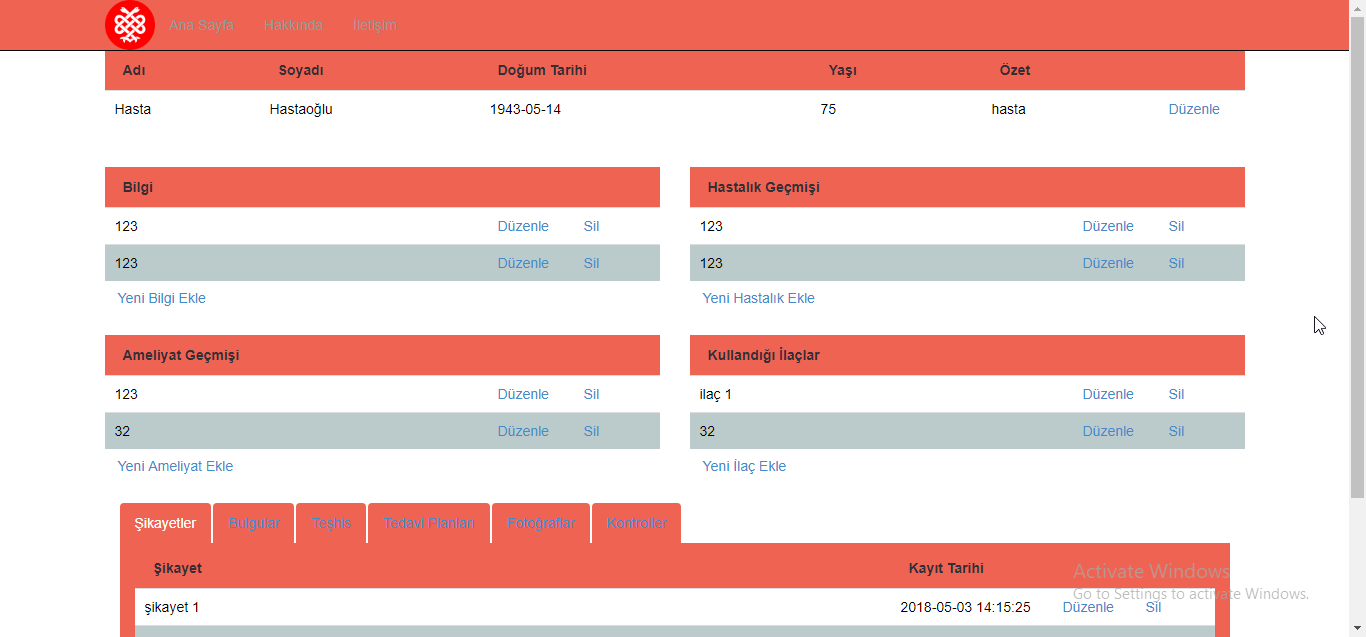 Ana Sayfa Hakkında İletişim
Adı Soyadı Doğum Tarihi Yaşı Özet
Hasta Hastaoğlu 1943-05-14 75 hasta Düzenle
Bilgi
123 Düzenle Sil
123 Düzenle Sil
Yeni Bilgi Ekle
Hastalık Geçmişi
123 Düzenle Sil
123 Düzenle Sil
Yeni Hastalık Ekle
Ameliyat Geçmişi
123 Düzenle Sil
32 Düzenle Sil
Yeni Ameliyat Ekle
Kullandığı İlaçlar
ilaç 1 Düzenle Sil
32 Düzenle Sil
Yeni İlaç Ekle
Şikayetler Bulgular Teşhis Tedavi Planları Fotoğraflar Kontroller
Şikayet Kayıt Tarihi
şikayet 1 2018-05-03 14:15:25 Düzenle Sil
Activate Windows
Go to Settings to activate Windows.